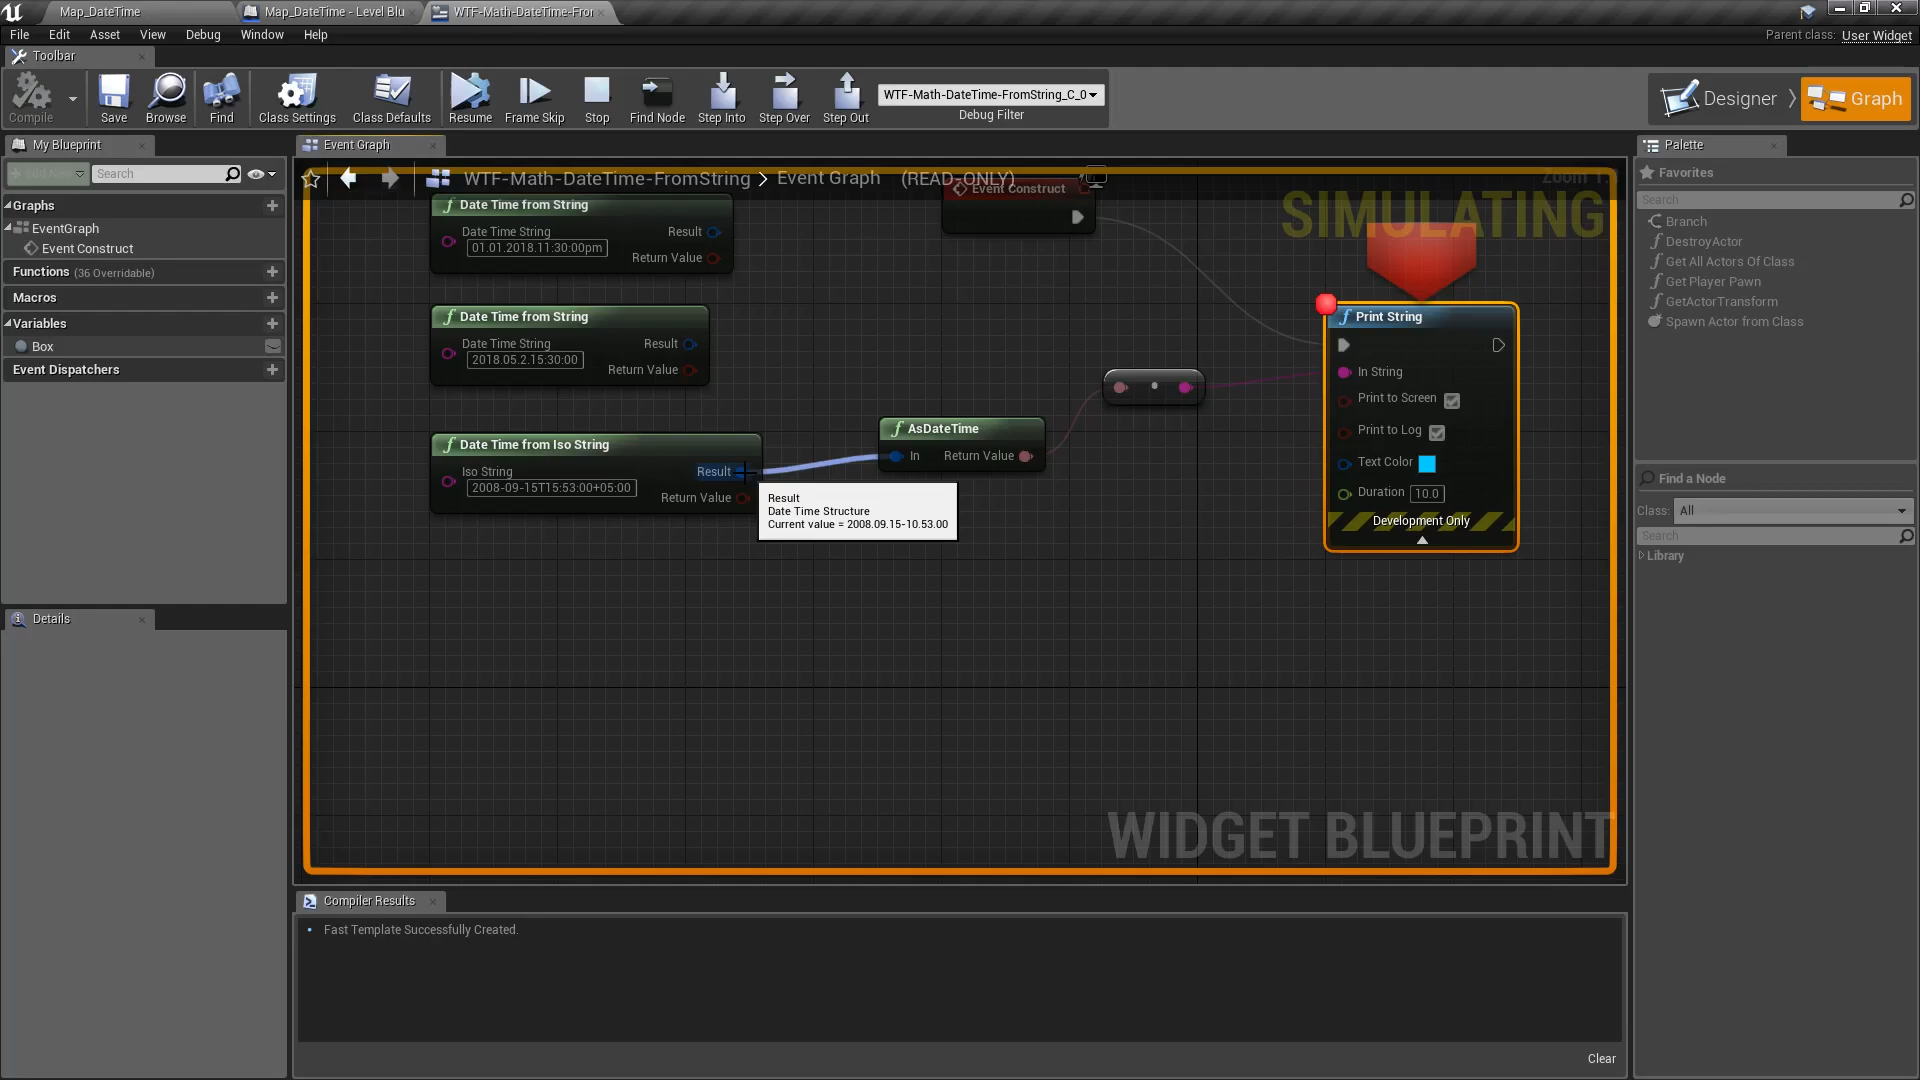 Map_DateTime
Map_DateTime - Level Blu
WTF-Math-DateTime-Fro
File Edit Asset View Debug Window Help
Parent class: User Widget
Toolbar
Compile
Save
Browse
Find
Class Settings
Class Defaults
Resume
Frame Skip
Stop
Find Node
Step Into
Step Over
Step Out
WTF-Math-DateTime-FromString_C_0
Debug Filter
Designer
Graph
My Blueprint
Search
Graphs
EventGraph
Event Construct
Functions (36 Overridable)
Macros
Variables
Box
Event Dispatchers
Details
Event Graph
WTF-Math-DateTime-FromString > Event Graph (READ-ONLY)
SIMULATING
Event Construct
Date Time from String
Date Time String
01.01.2018.11:30:00pm
Result
Return Value
Date Time from String
Date Time String
2018.05.2.15:30:00
Result
Return Value
Date Time from Iso String
Iso String
2008-09-15T15:53:00+05:00
Result
Return Value
AsDateTime
In Return Value
Result
Date Time Structure
Current value = 2008.09.15-10.53.00
Print String
In String
Print to Screen
Print to Log
Text Color
Duration 10.0
Development Only
WIDGET BLUEPRINT
Compiler Results
Fast Template Successfully Created.
Clear
Palette
Favorites
Search
Branch
DestroyActor
Get All Actors Of Class
Get Player Pawn
GetActorTransform
Spawn Actor from Class
Find a Node
Class: All
Search
Library